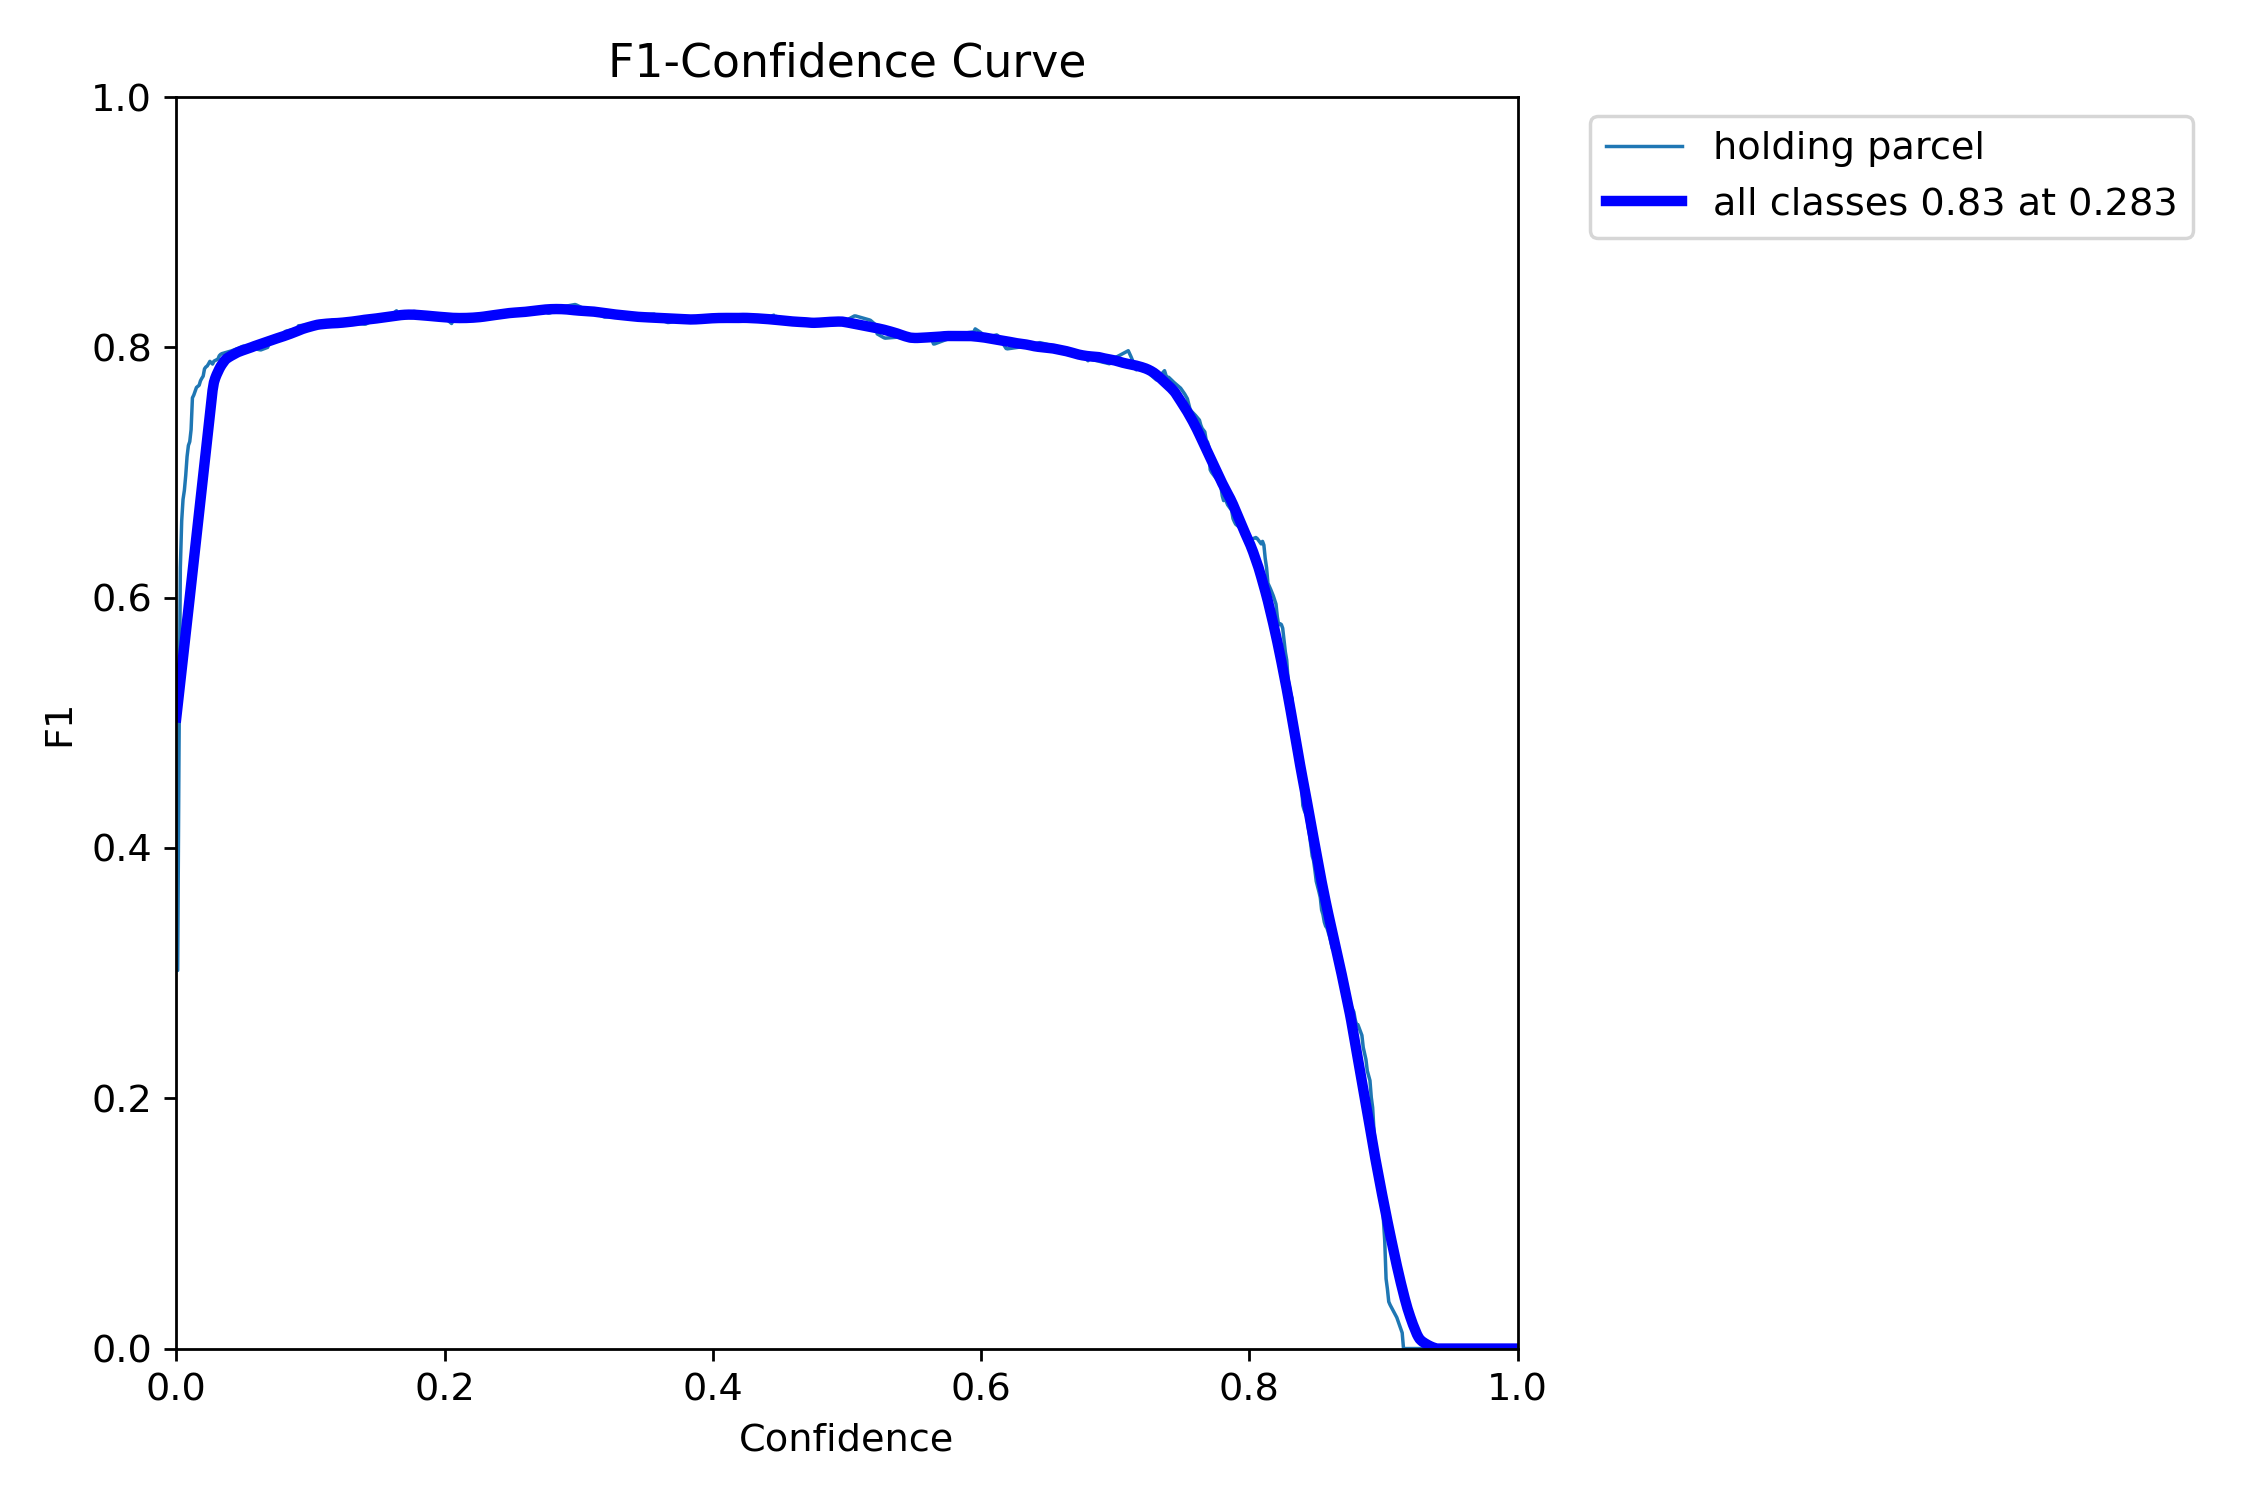 F1-Confidence Curve
1.0
0.8
0.6
0.4
0.2
0.0
F1
0.0 0.2 0.4 0.6 0.8 1.0
Confidence
holding parcel
all classes 0.83 at 0.283